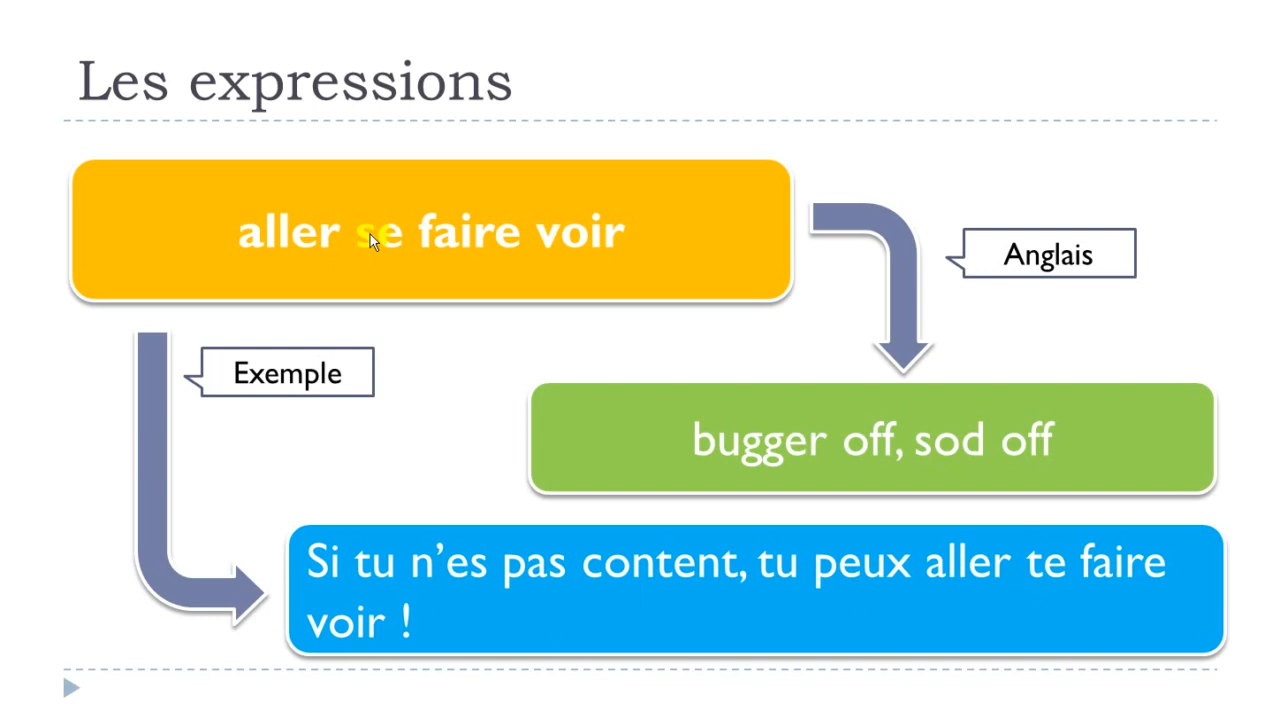 Les expressions
aller se faire voir
Anglais
Exemple
bugger off, sod off
Si tu n’es pas content, tu peux aller te faire
voir !